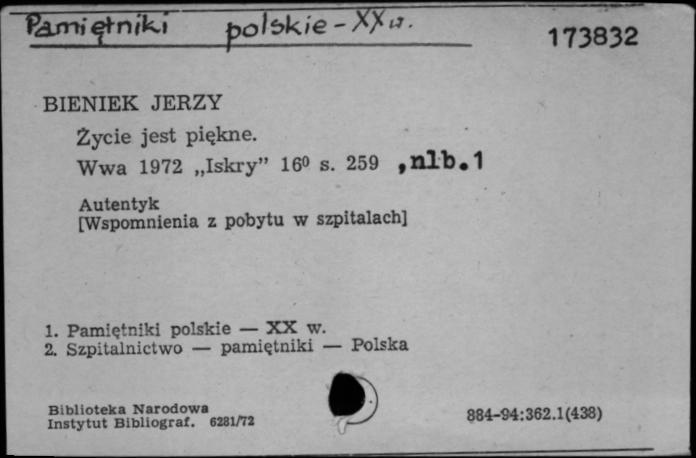 Pamiętniki polskie - XX w.
173832
BIENIEK JERZY
Życie jest piękne.
Wwa 1972 „Iskry” 16⁰ s. 259 , nlb. 1
Autentyk
[Wspomnienia z pobytu w szpitalach]
1. Pamiętniki polskie — XX w.
2. Szpitalnictwo — pamiętniki — Polska
Biblioteka Narodowa
Instytut Bibliograf. 6281/72
884-94:362.1(438)